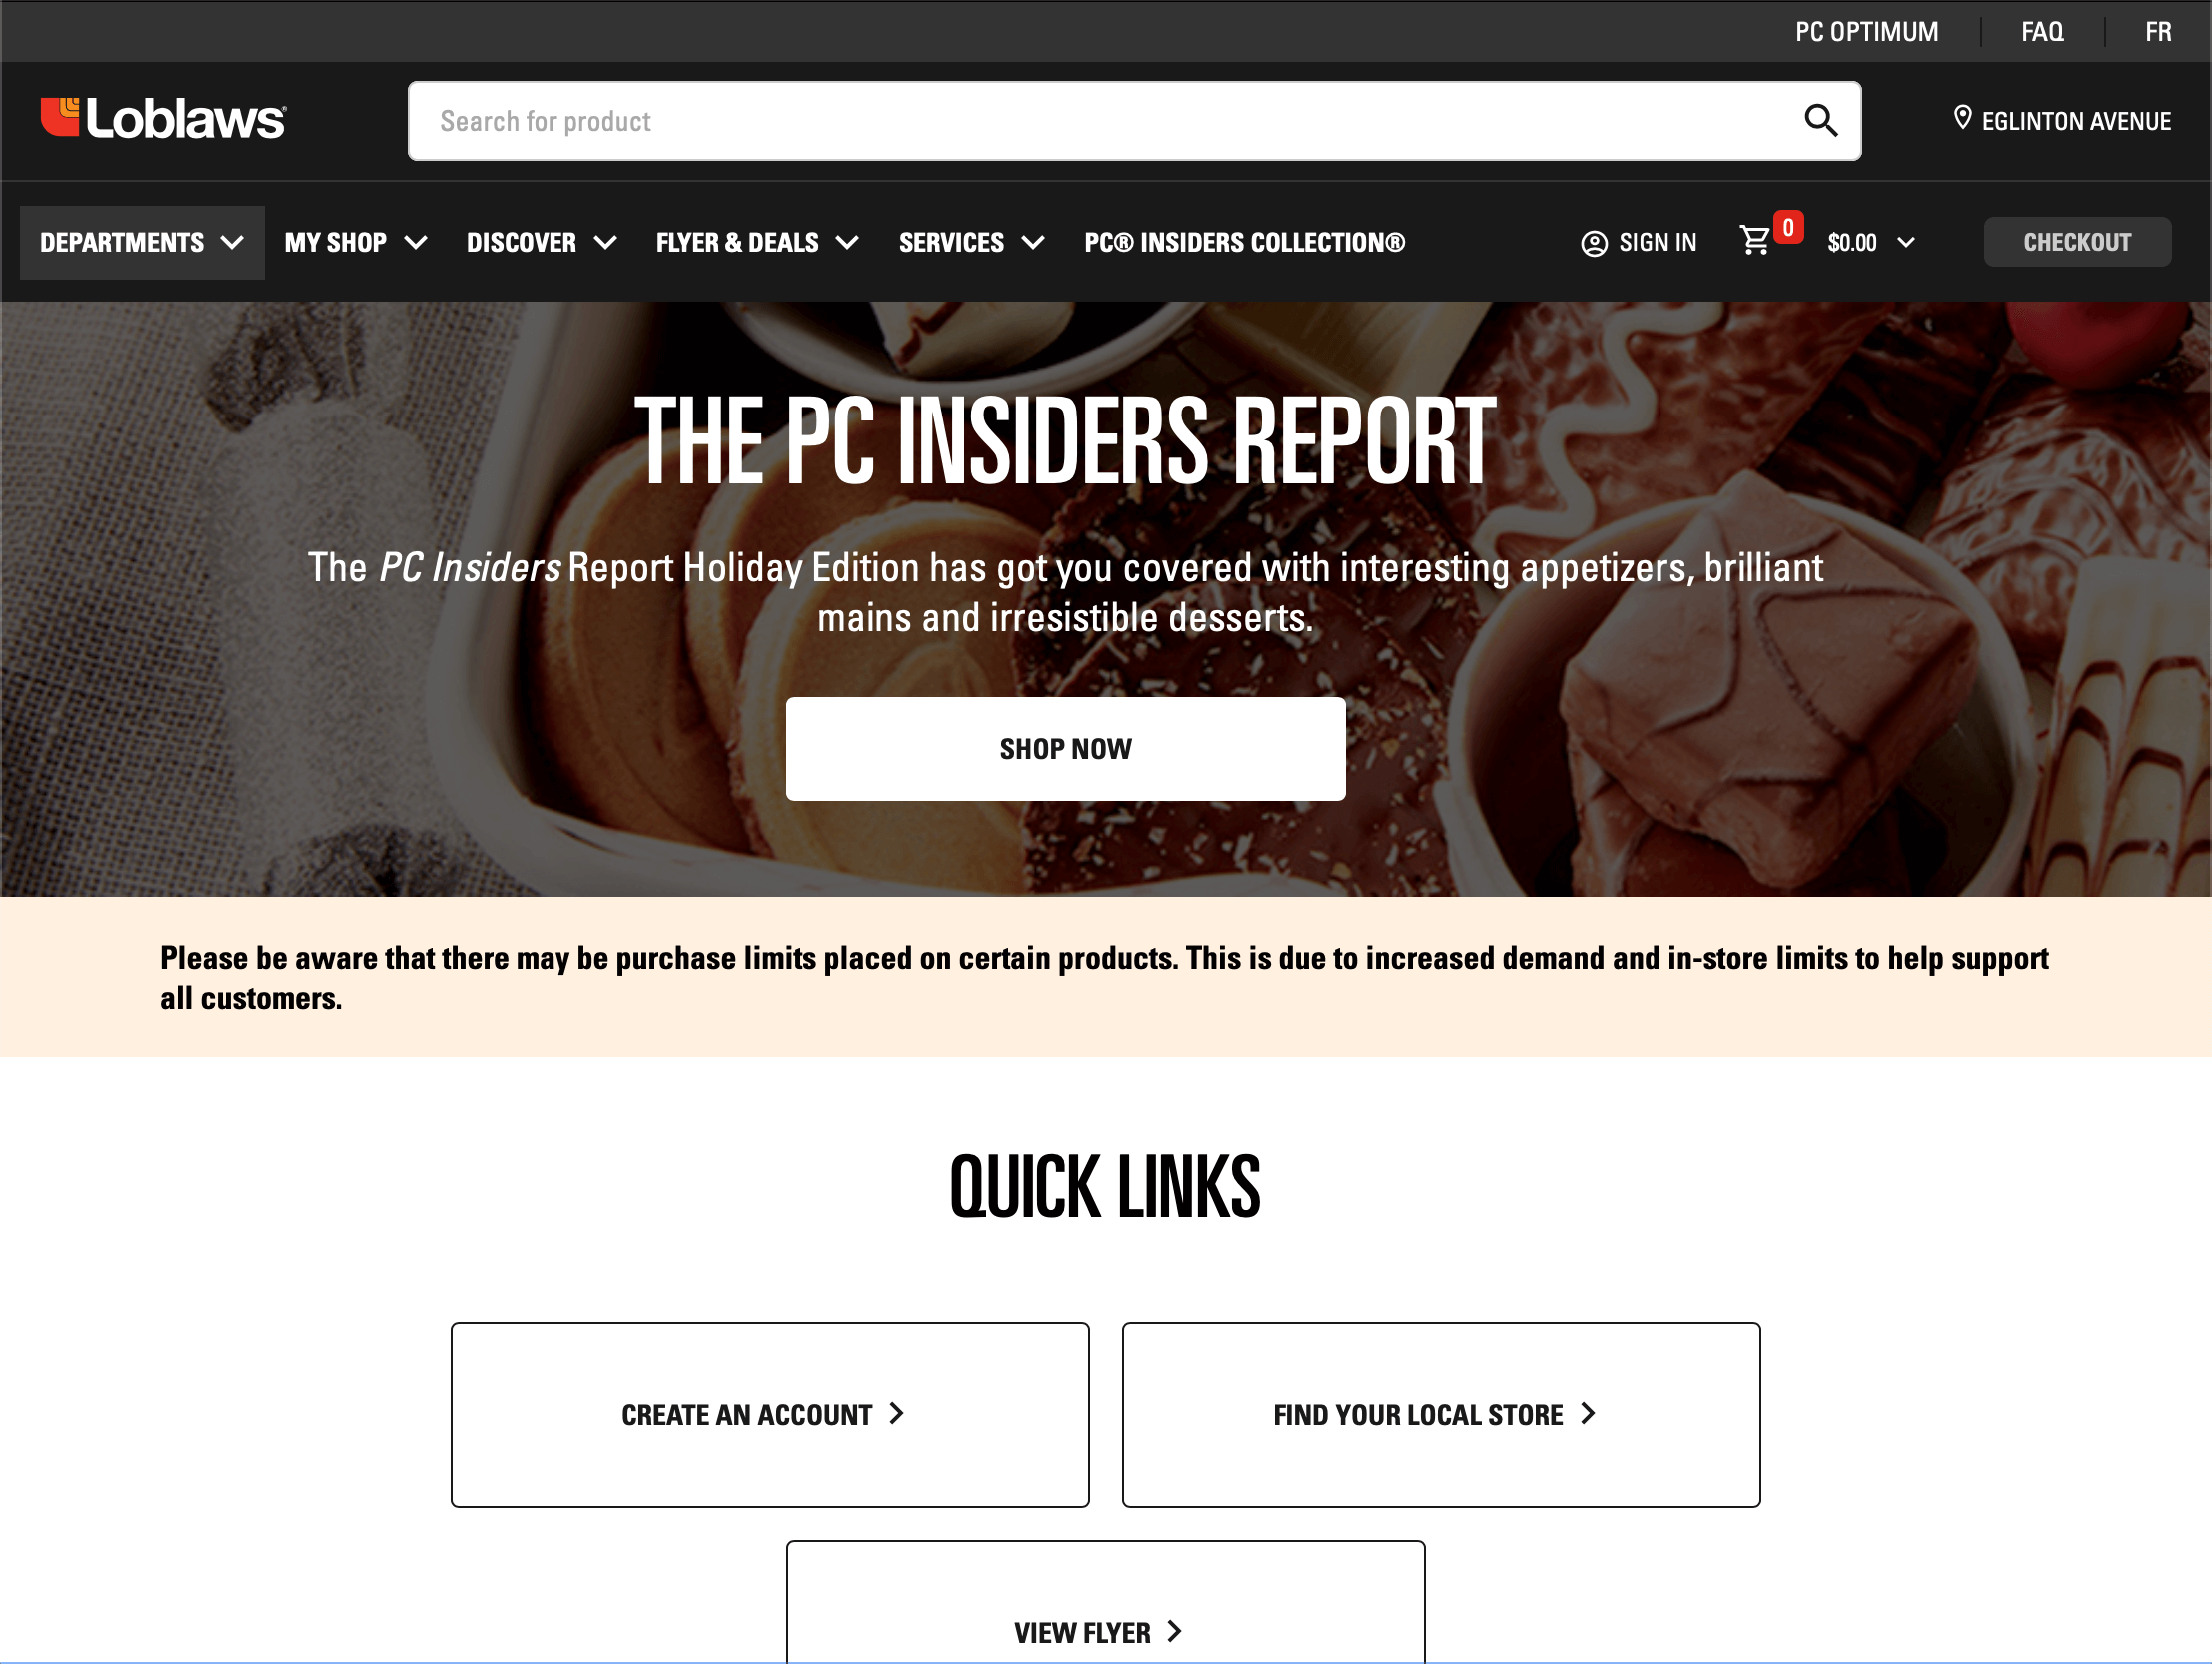 PC OPTIMUM
FAQ
FR
Loblaws®
Search for product
EGLINTON AVENUE
DEPARTMENTS
MY SHOP
DISCOVER
FLYER & DEALS
SERVICES
PC® INSIDERS COLLECTION®
SIGN IN
0
$0.00
CHECKOUT
THE PC INSIDERS REPORT
The PC Insiders Report Holiday Edition has got you covered with interesting appetizers, brilliant
mains and irresistible desserts.
SHOP NOW
Please be aware that there may be purchase limits placed on certain products. This is due to increased demand and in-store limits to help support
all customers.
QUICK LINKS
CREATE AN ACCOUNT
FIND YOUR LOCAL STORE
VIEW FLYER